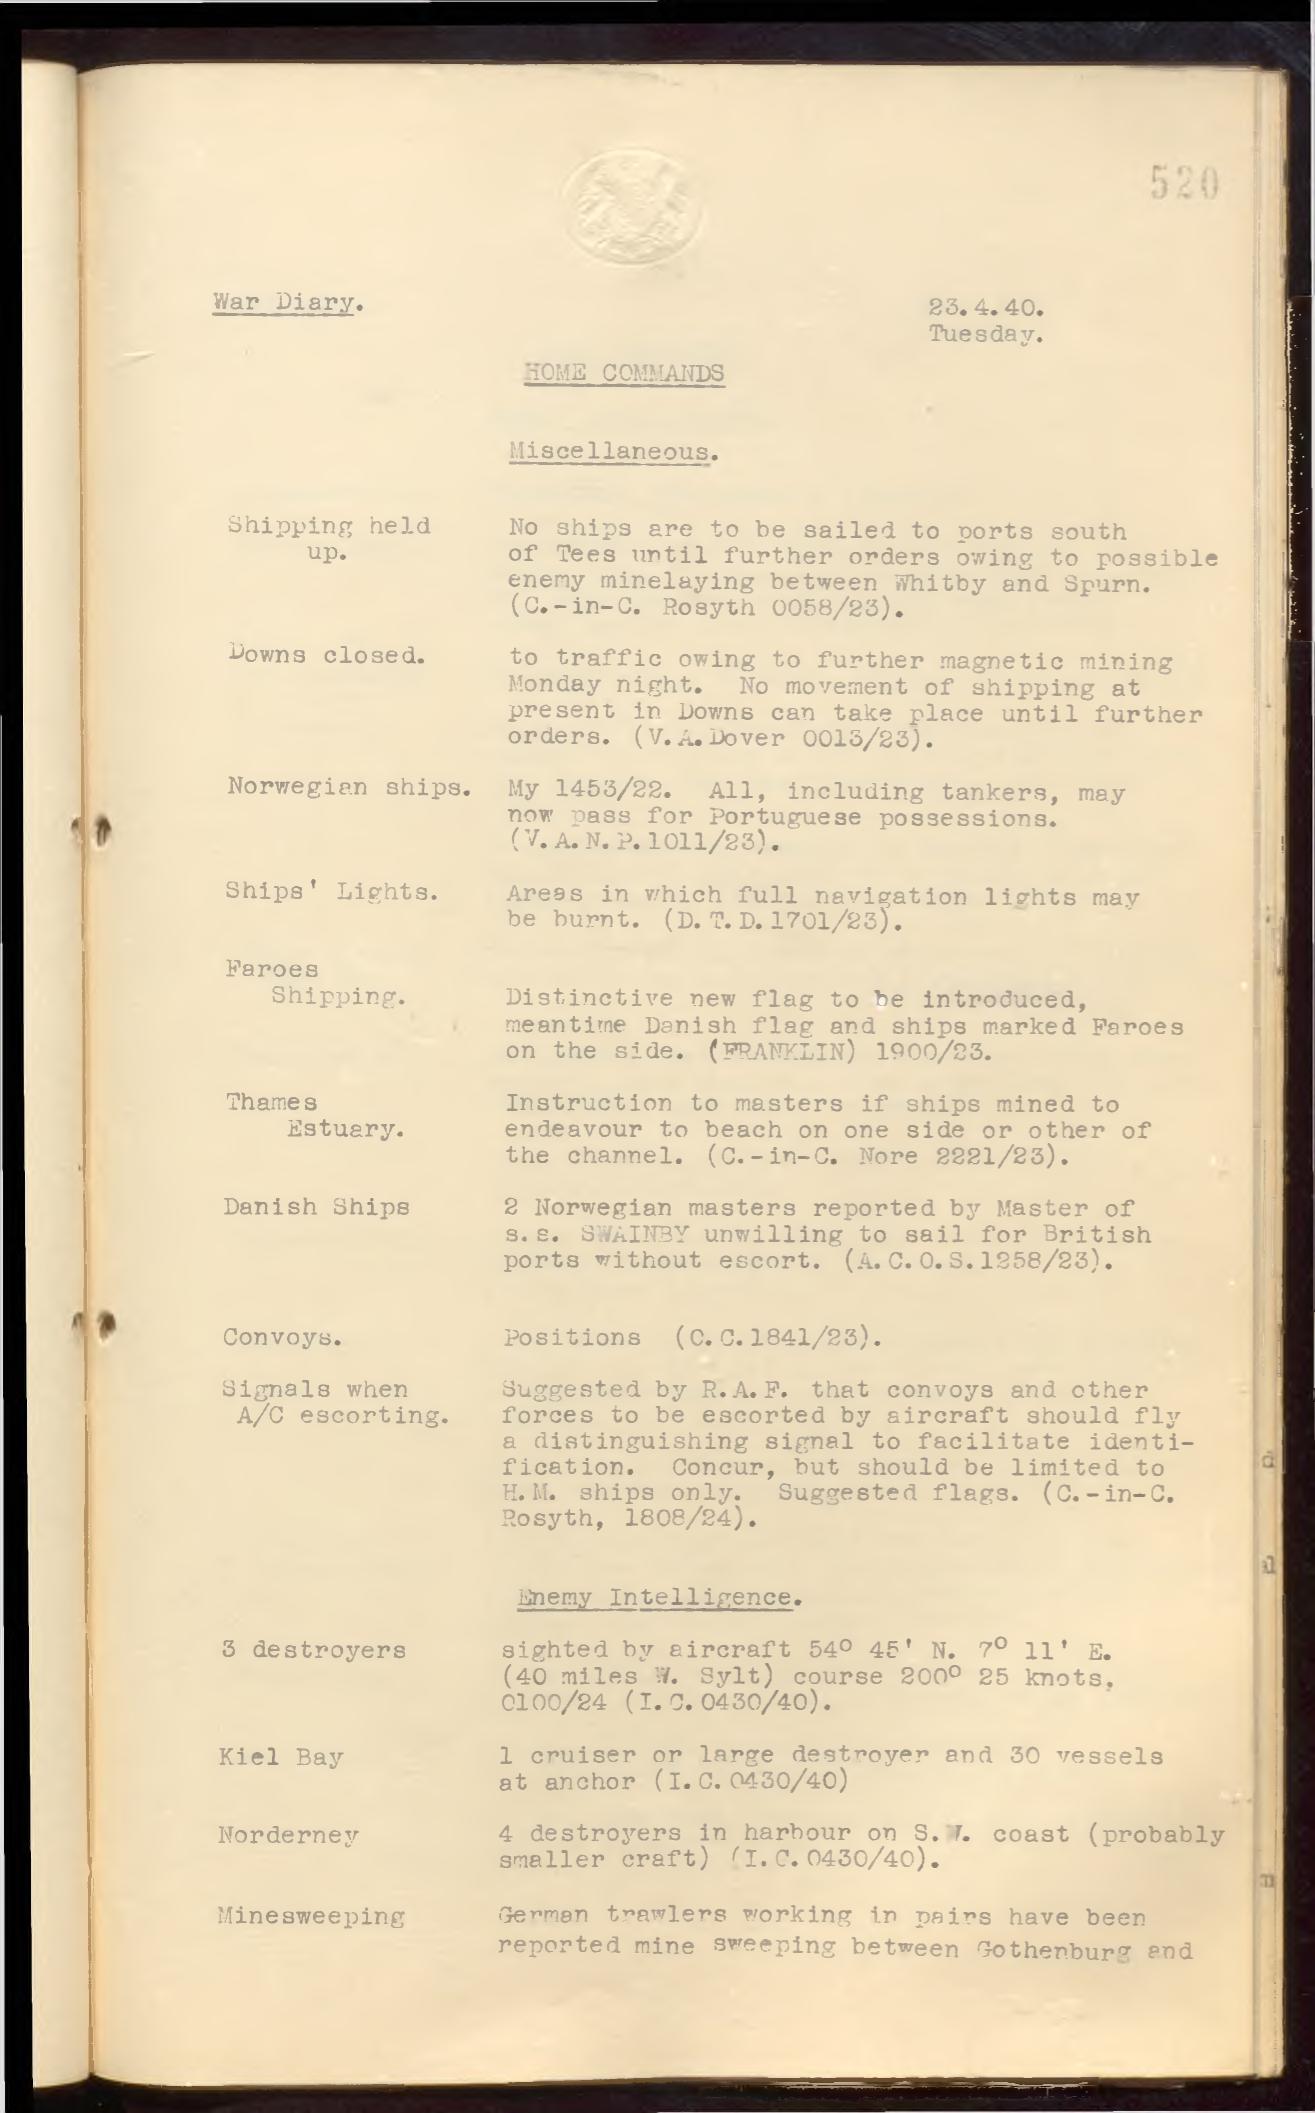 520
War Diary.
23.4.40.
Tuesday.
HOME COMMANDS
Miscellaneous.
Shipping held up.
No ships are to be sailed to ports south
of Tees until further orders owing to possible
enemy minelaying between Whitby and Spurn.
(C.-in-C. Rosyth 0058/23).
Downs closed.
to traffic owing to further magnetic mining
Monday night. No movement of shipping at
present in Downs can take place until further
orders. (V.A.Dover 0013/23).
Norwegian ships.
My 1453/22. All, including tankers, may
now pass for Portuguese possessions.
(V.A.N.P.1011/23).
Ships' Lights.
Areas in which full navigation lights may
be burnt. (D.T.D.1701/23).
Faroes
Shipping.
Distinctive new flag to be introduced,
meantime Danish flag and ships marked Faroes
on the side. (FRANKLIN) 1900/23.
Thames
Estuary.
Instruction to masters if ships mined to
endeavour to beach on one side or other of
the channel. (C.-in-C. Nore 2221/23).
Danish Ships
2 Norwegian masters reported by Master of
s.s. SWAINBY unwilling to sail for British
ports without escort. (A.C.O.S.1258/23).
Convoys.
Positions (C.C.1841/23).
Signals when
A/C escorting.
Suggested by R.A.F. that convoys and other
forces to be escorted by aircraft should fly
a distinguishing signal to facilitate identi-
fication. Concur, but should be limited to
H.M. ships only. Suggested flags. (C.-in-C.
Rosyth, 1808/24).
Enemy Intelligence.
3 destroyers
sighted by aircraft 54º 45' N. 7º 11' E.
(40 miles W. Sylt) course 200º 25 knots,
0100/24 (I.C.0430/40).
Kiel Bay
1 cruiser or large destroyer and 30 vessels
at anchor (I.C.0430/40)
Norderney
4 destroyers in harbour on S.W. coast (probably
smaller craft) (I.C.0430/40).
Minesweeping
German trawlers working in pairs have been
reported mine sweeping between Gothenburg and